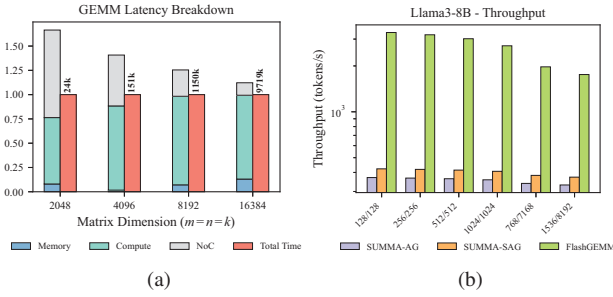 GEMM Latency Breakdown
1.50
1.25
1.00
0.75
0.50
0.25
0.00
24k
151k
1150k
9719k
2048
4096
8192
16384
Matrix Dimension (m=n=k)
Memory
Compute
NoC
Total Time
(a)
Llama3-8B - Throughput
Throughput (tokens/s)
10³
128/128
256/256
512/512
1024/1024
768/7168
1536/8192
SUMMA-AG
SUMMA-SAG
FlashGEMM
(b)